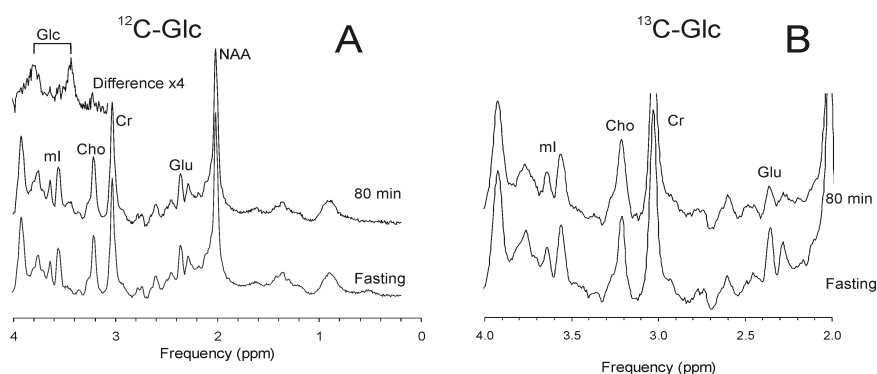 ¹²C-Glc
A
Glc
NAA
Difference x4
Cr
Cho
mI
Glu
80 min
Fasting
4 3 2 1 0
Frequency (ppm)
¹³C-Glc
B
Cho
Cr
mI
Glu
80 min
Fasting
4.0 3.5 3.0 2.5 2.0
Frequency (ppm)